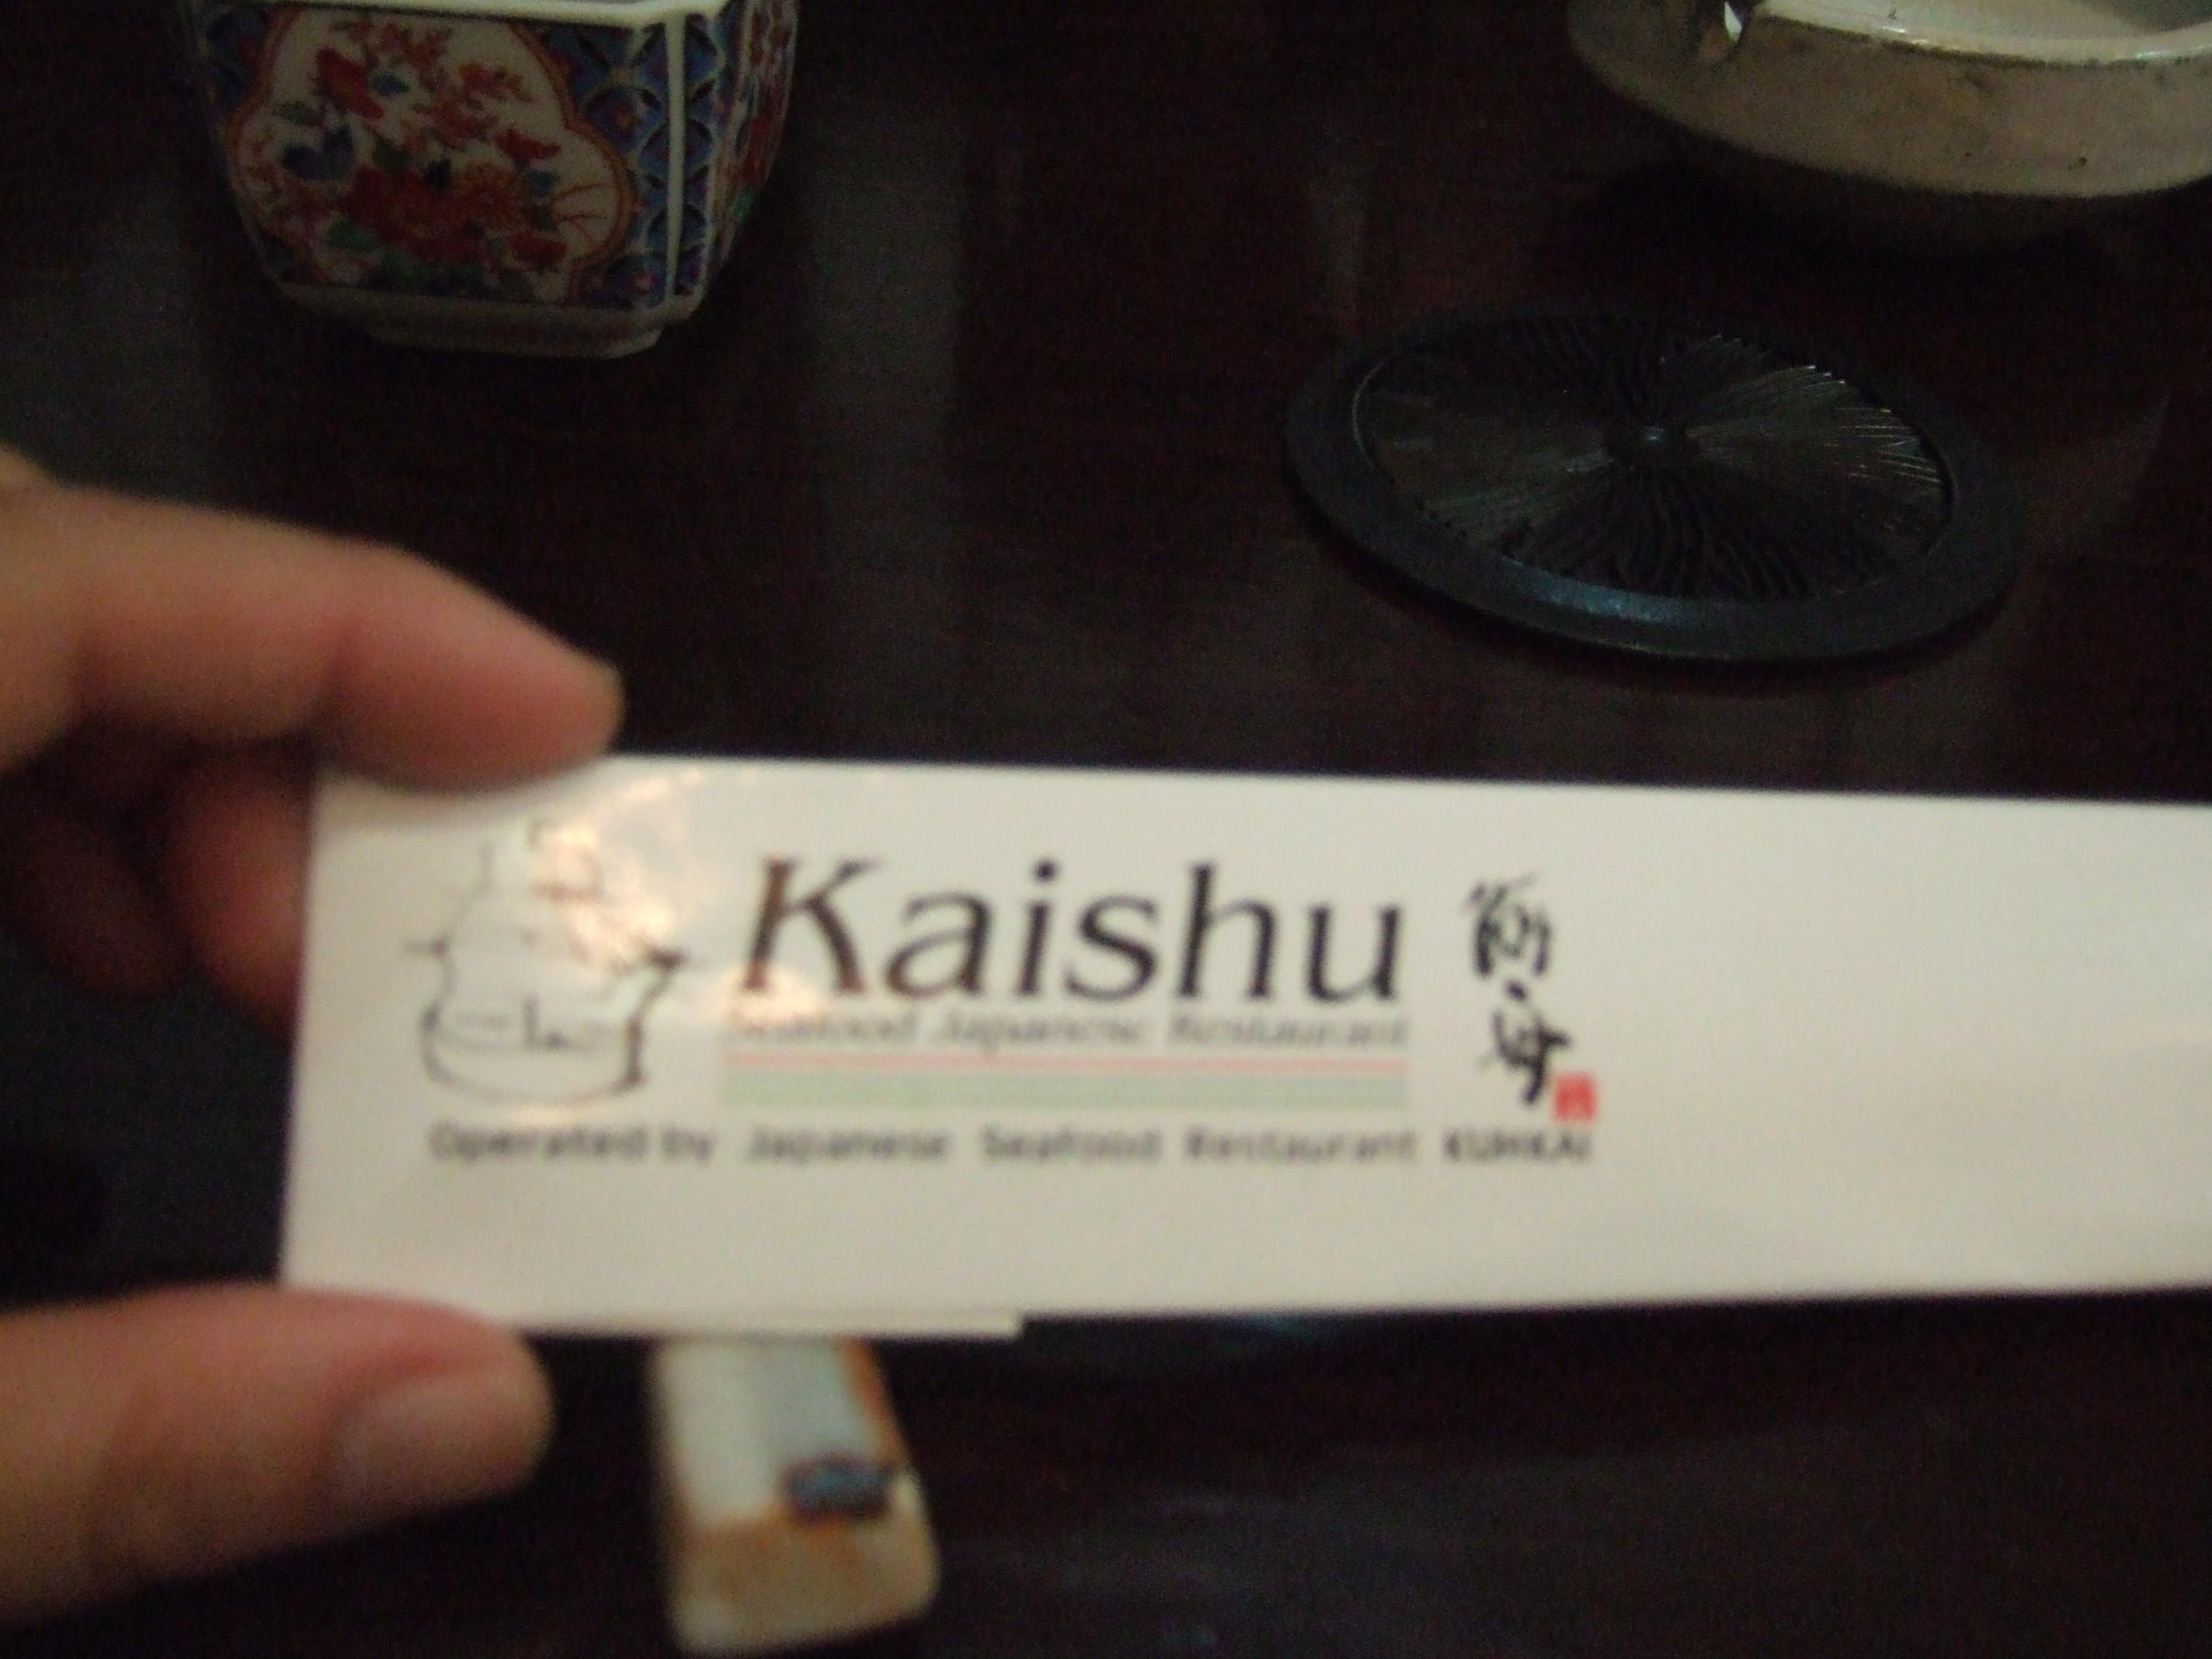 Kaishu
Seafood Japanese Restaurant
Operated by Japanese Seafood Restaurant KUHKAI